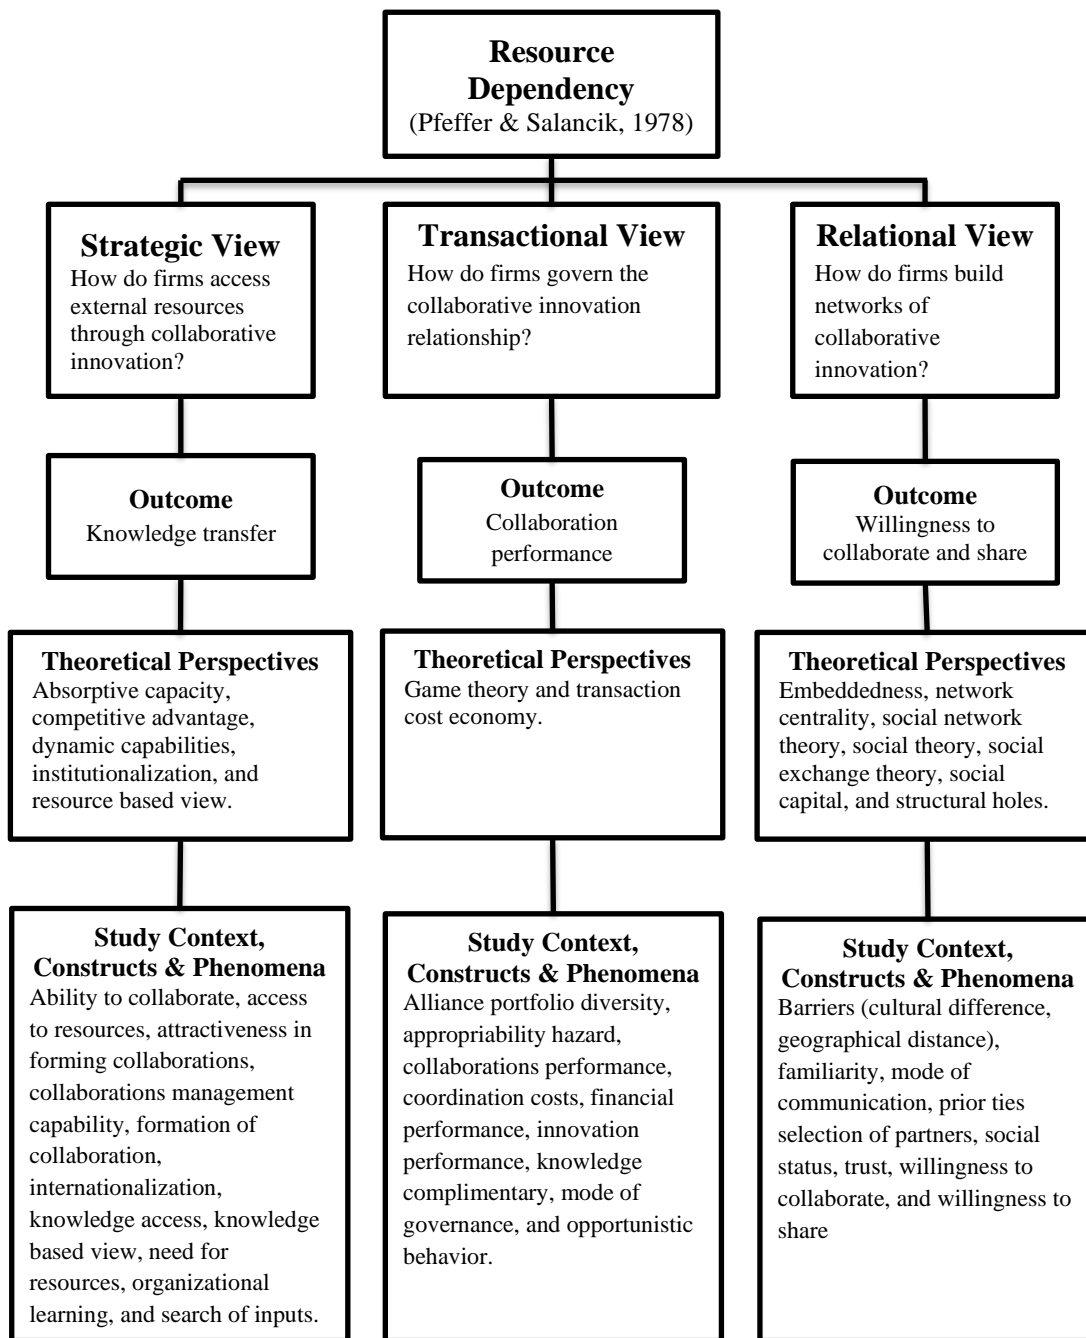 Resource
Dependency
(Pfeffer & Salancik, 1978)
Strategic View
How do firms access
external resources
through collaborative
innovation?
Transactional View
How do firms govern the
collaborative innovation
relationship?
Relational View
How do firms build
networks of
collaborative
innovation?
Outcome
Knowledge transfer
Outcome
Collaboration
performance
Outcome
Willingness to
collaborate and share
Theoretical Perspectives
Absorptive capacity,
competitive advantage,
dynamic capabilities,
institutionalization, and
resource based view.
Theoretical Perspectives
Game theory and transaction
cost economy.
Theoretical Perspectives
Embeddedness, network
centrality, social network
theory, social theory, social
exchange theory, social
capital, and structural holes.
Study Context,
Constructs & Phenomena
Ability to collaborate, access
to resources, attractiveness in
forming collaborations,
collaborations management
capability, formation of
collaboration,
internationalization,
knowledge access, knowledge
based view, need for
resources, organizational
learning, and search of inputs.
Study Context,
Constructs & Phenomena
Alliance portfolio diversity,
appropriability hazard,
collaborations performance,
coordination costs, financial
performance, innovation
performance, knowledge
complimentary, mode of
governance, and opportunistic
behavior.
Study Context,
Constructs & Phenomena
Barriers (cultural difference,
geographical distance),
familiarity, mode of
communication, prior ties
selection of partners, social
status, trust, willingness to
collaborate, and willingness to
share